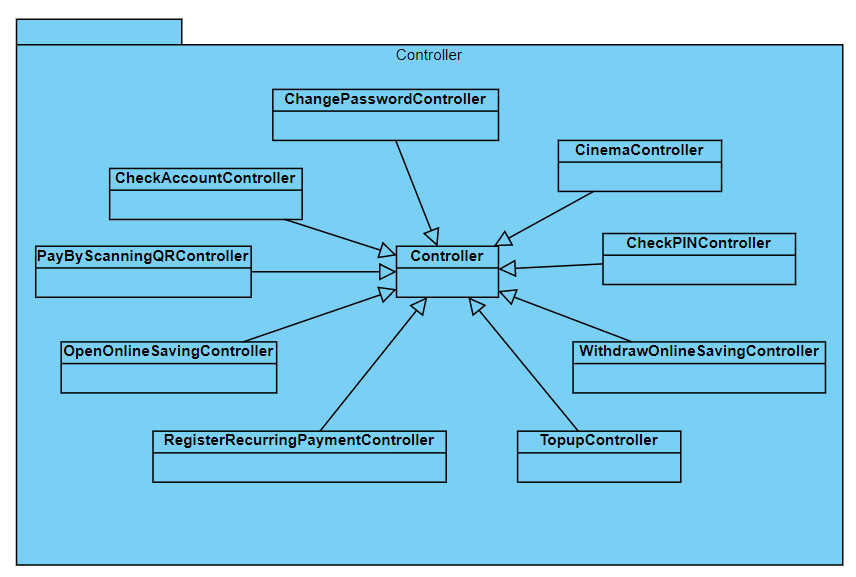 Controller
ChangePasswordController
CinemaController
CheckAccountController
CheckPINController
PayByScanningQRController
Controller
OpenOnlineSavingController
WithdrawOnlineSavingController
RegisterRecurringPaymentController
TopupController